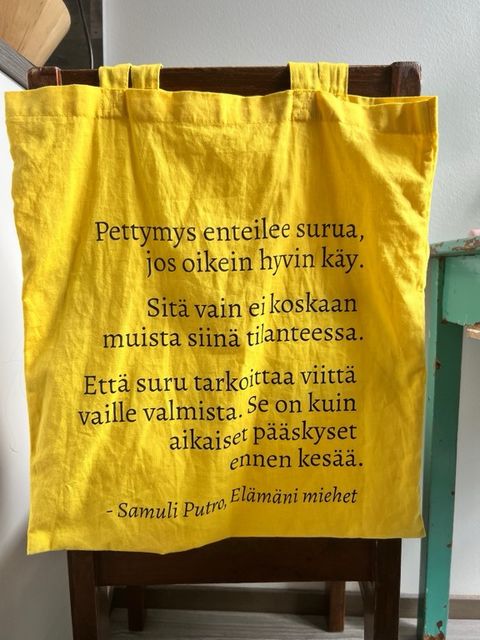 Pettymys enteilee surua,
jos oikein hyvin käy.
Sitä vain ei koskaan
muista siinä tilanteessa.
Että suru tarkoittaa viittä
vaille valmista. Se on kuin
aikaiset pääskyset
ennen kesää.
- Samuli Putro, Elämäni miehet